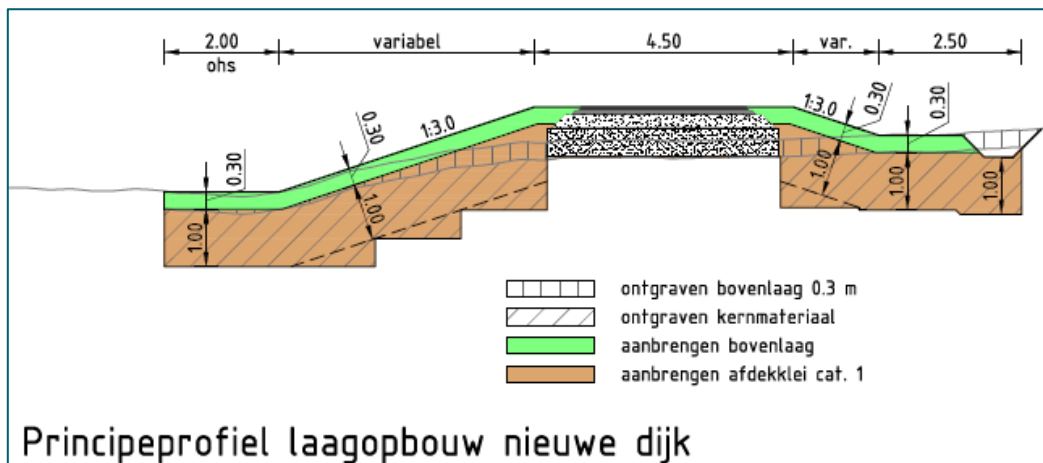 2.00 variabel 4.50 var. 2.50
ohs
0.30 1:3.0 1:3.0 0.30 0.30
0.30
1.00 1.00 1.00 1.00 1.00
ontgraven bovenlaag 0.3 m
ontgraven kernmateriaal
aanbrengen bovenlaag
aanbrengen afdekklei cat. 1
Principeprofiel laagopbouw nieuwe dijk